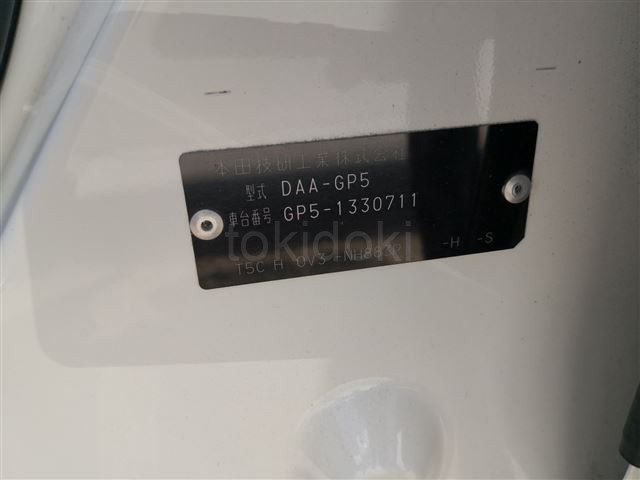 本田技研工業株式会社
型式 DAA-GP5
車台番号 GP5-1330711
tokidoki
T5C H 0V3 -NH883P -H -S